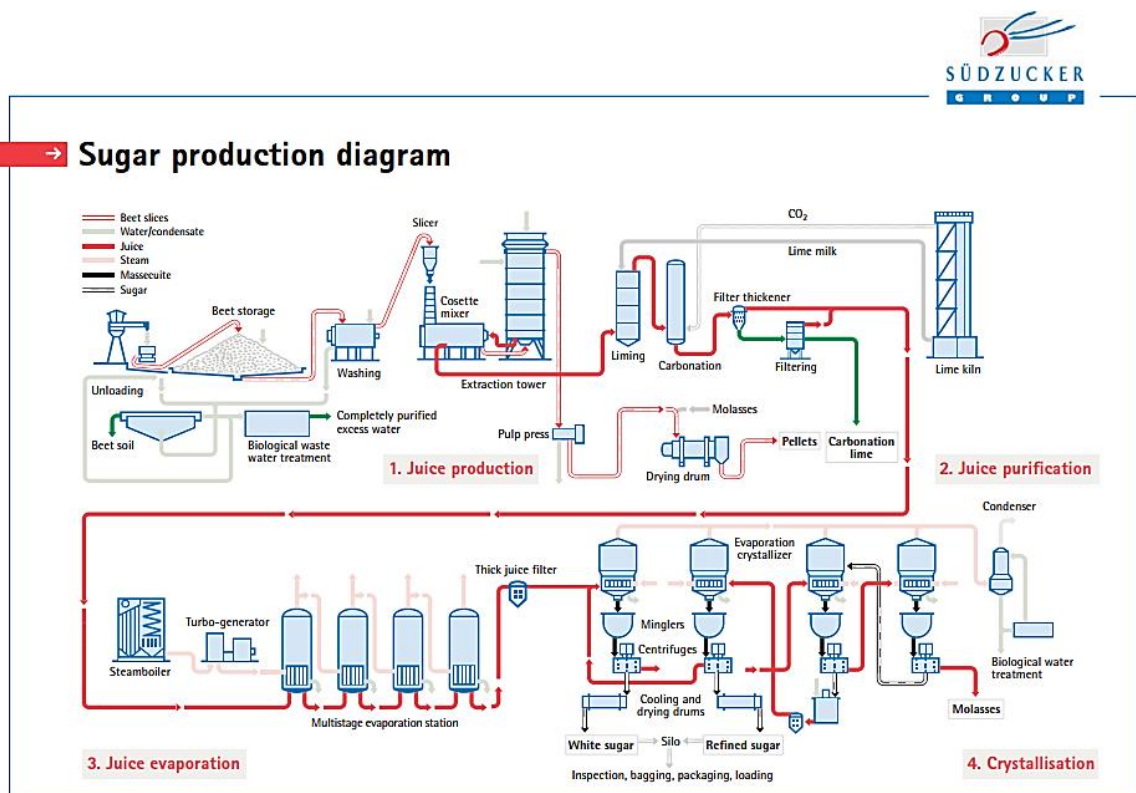 SÜDZUCKER
GROUP
Sugar production diagram
Beet slices
Water/condensate
Juice
Steam
Massecuite
Sugar
Slicer
CO2
Lime milk
Beet storage
Cosette
mixer
Filter thickener
Unloading
Washing
Extraction tower
Liming
Carbonation
Filtering
Lime kiln
Beet soil
Biological waste
water treatment
Completely purified
excess water
Pulp press
Molasses
Drying drum
Pellets
Carbonation
lime
1. Juice production
2. Juice purification
Condenser
Evaporation
crystallizer
Thick juice filter
Turbo-generator
Steamboiler
Minglers
Centrifuges
Multistage evaporation station
Cooling and
drying drums
Biological water
treatment
Molasses
White sugar
Silo
Refined sugar
Inspection, bagging, packaging, loading
3. Juice evaporation
4. Crystallisation